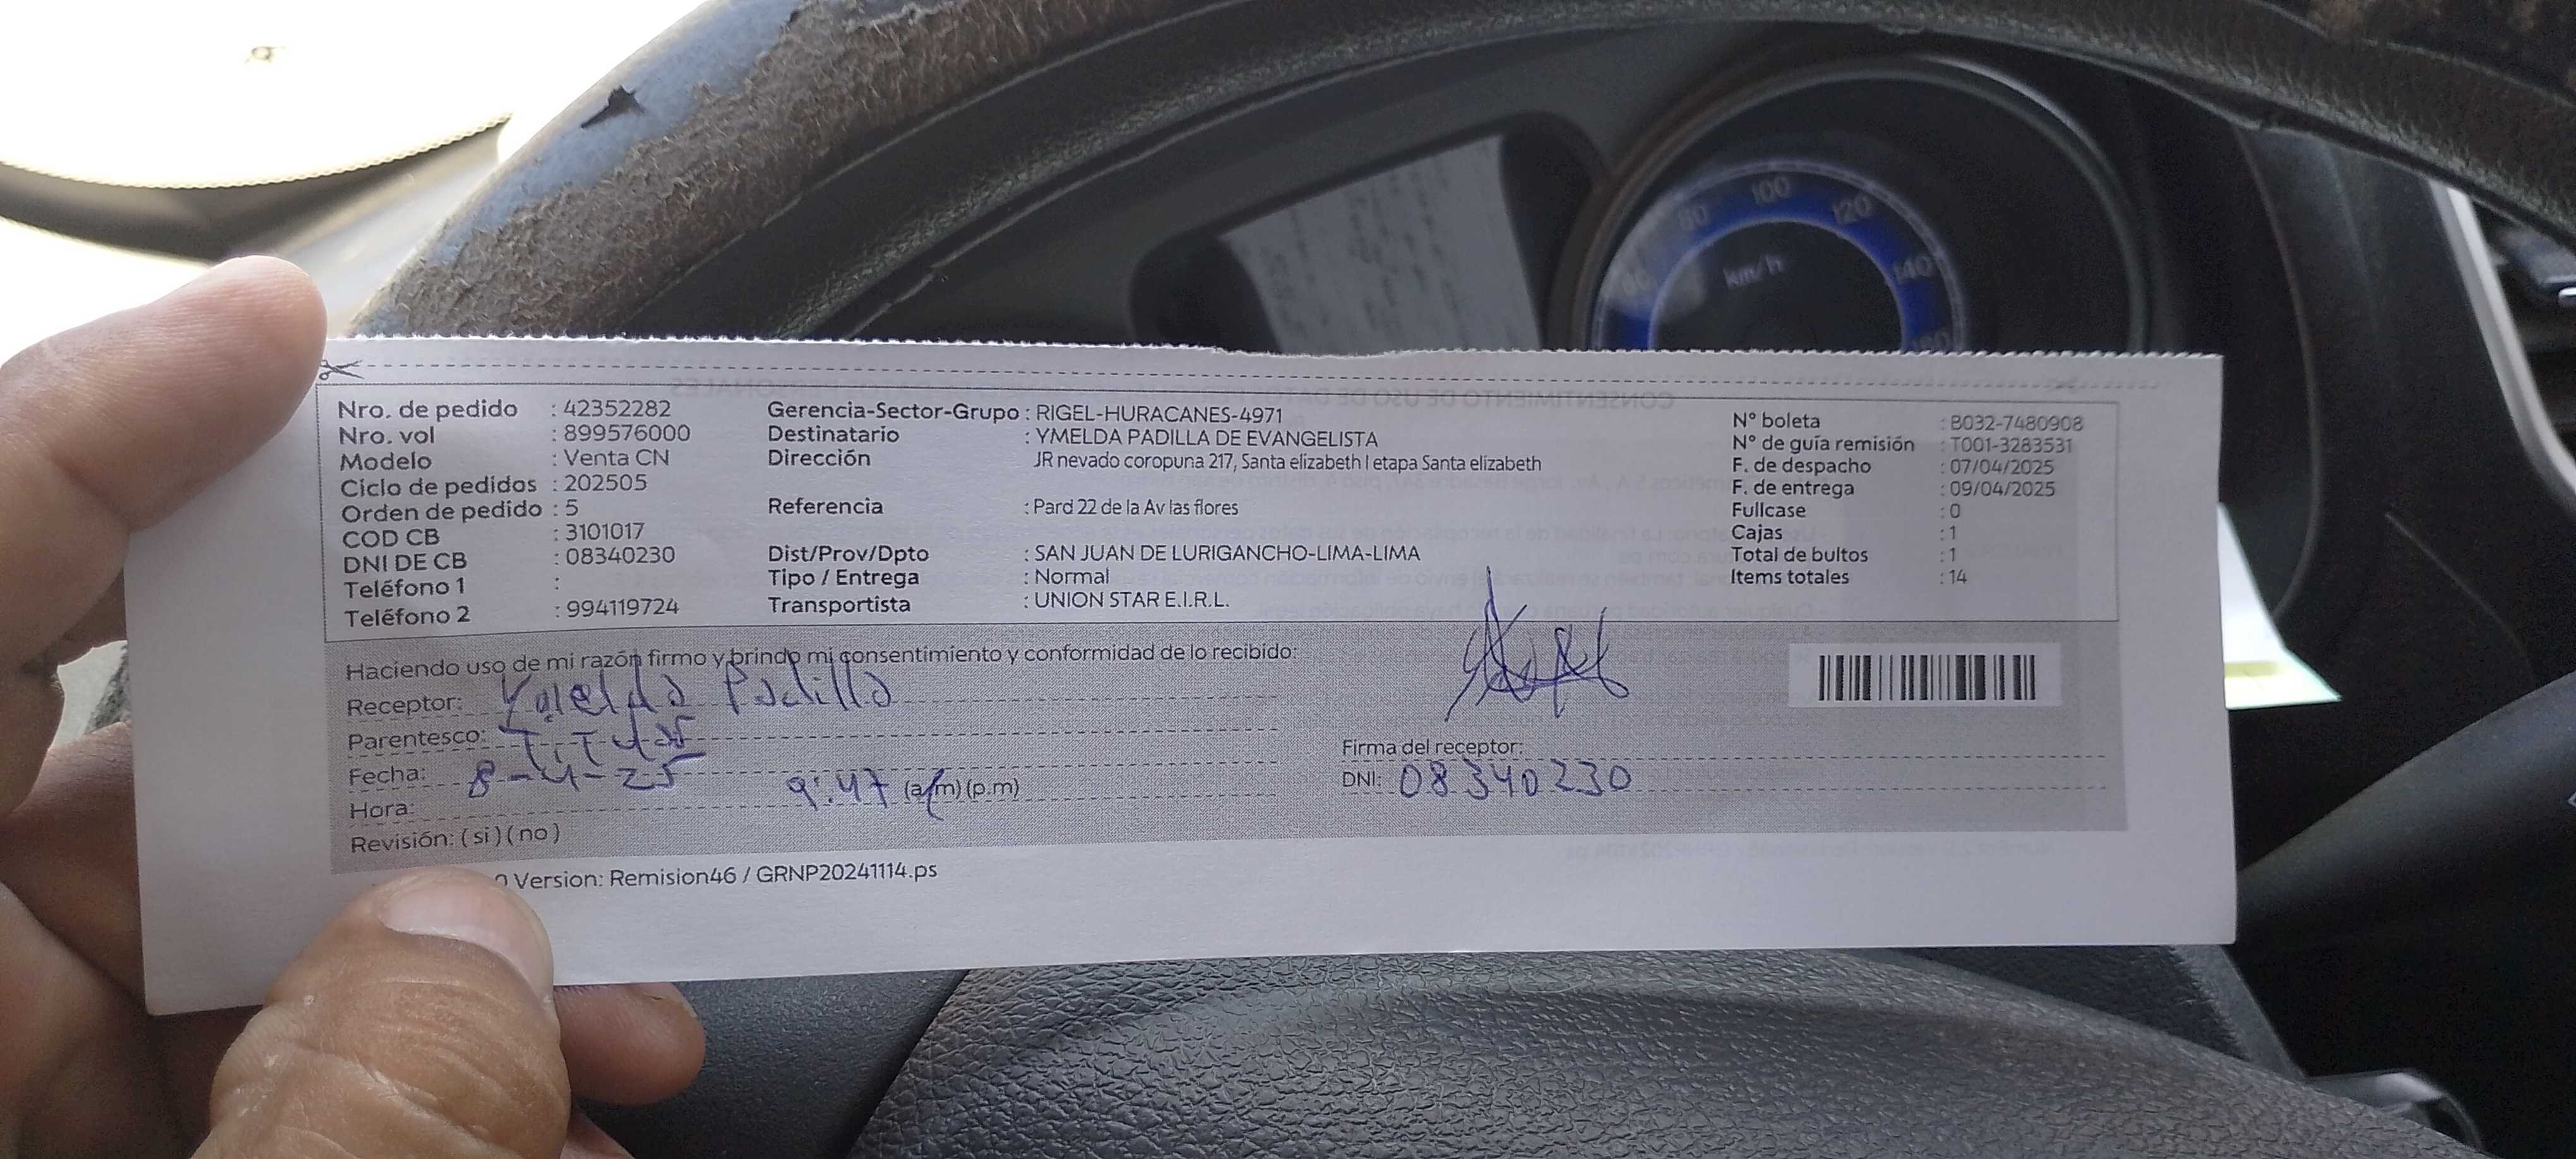 Nro. de pedido : 42352282
Nro. vol : 899576000
Modelo : Venta CN
Ciclo de pedidos : 202505
Orden de pedido : 5
COD CB : 3101017
DNI DE CB : 08340230
Teléfono 1 :
Teléfono 2 : 994119724
Gerencia-Sector-Grupo : RIGEL-HURACANES-4971
Destinatario : YMELDA PADILLA DE EVANGELISTA
Dirección JR nevado coropuna 217, Santa elizabeth I etapa Santa elizabeth
Referencia : Pard 22 de la Av las flores
Dist/Prov/Dpto : SAN JUAN DE LURIGANCHO-LIMA-LIMA
Tipo / Entrega : Normal
Transportista : UNION STAR E.I.R.L.
N° boleta : B032-7480908
N° de guía remisión : T001-3283531
F. de despacho : 07/04/2025
F. de entrega : 09/04/2025
Fullcase : 0
Cajas : 1
Total de bultos : 1
Items totales : 14
Haciendo uso de mi razón firmo y brindo mi consentimiento y conformidad de lo recibido:
Receptor: Ymelda Padilla
Parentesco: Titular
Fecha: 8-4-25
Hora: 9:47 (a.m) (p.m)
Revisión: ( si ) ( no )
Firma del receptor:
DNI: 08340230
Version: Remision46 / GRNP20241114.ps
80
100
120
140
km/h